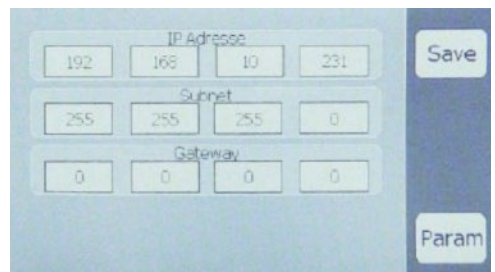 IP Adresse
192 168 10 231
Save
Subnet
255 255 255 0
Gateway
0 0 0 0
Param